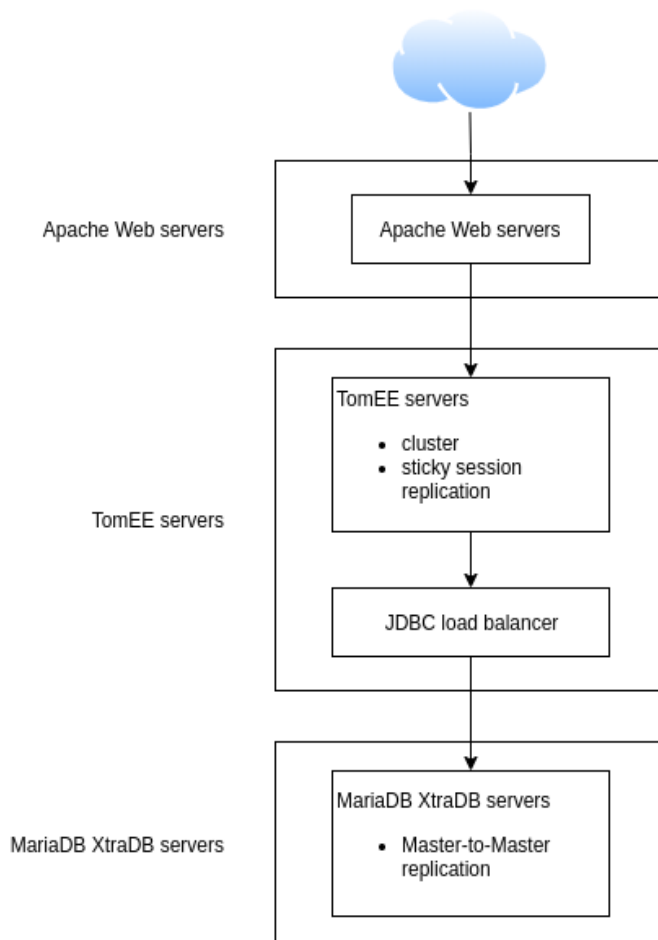 Apache Web servers
Apache Web servers
TomEE servers
• cluster
• sticky session
replication
TomEE servers
JDBC load balancer
MariaDB XtraDB servers
MariaDB XtraDB servers
• Master-to-Master
replication